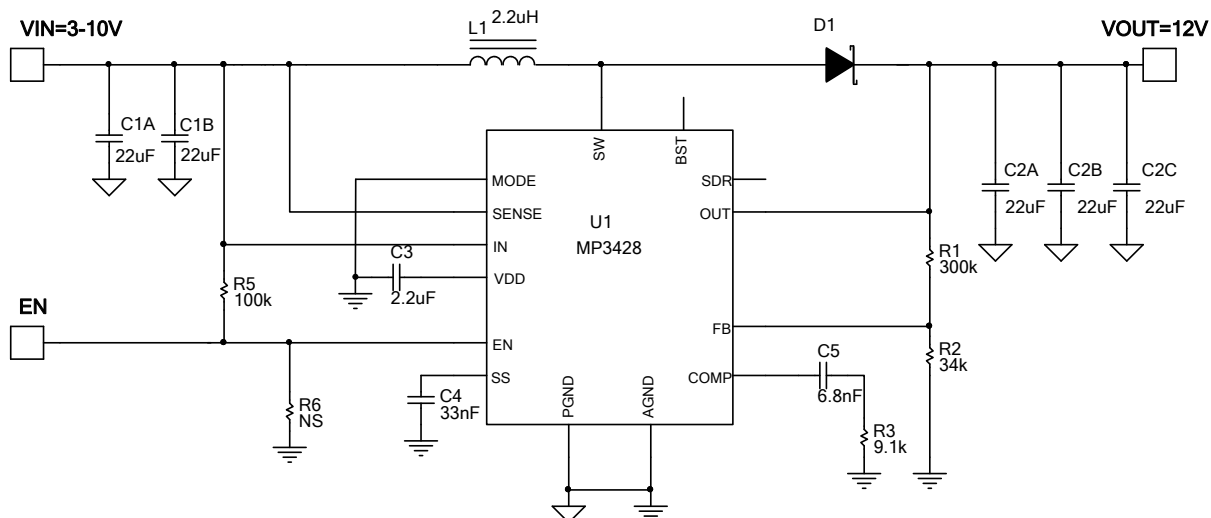 VIN=3-10V
L1
2.2uH
D1
VOUT=12V
C1A
22uF
C1B
22uF
SW
BST
MODE
SDR
SENSE
OUT
U1
MP3428
IN
C3
VDD
2.2uF
C2A
22uF
C2B
22uF
C2C
22uF
R1
300k
R5
100k
EN
FB
EN
R2
34k
SS
COMP
C5
6.8nF
C4
33nF
PGND
AGND
R6
NS
R3
9.1k